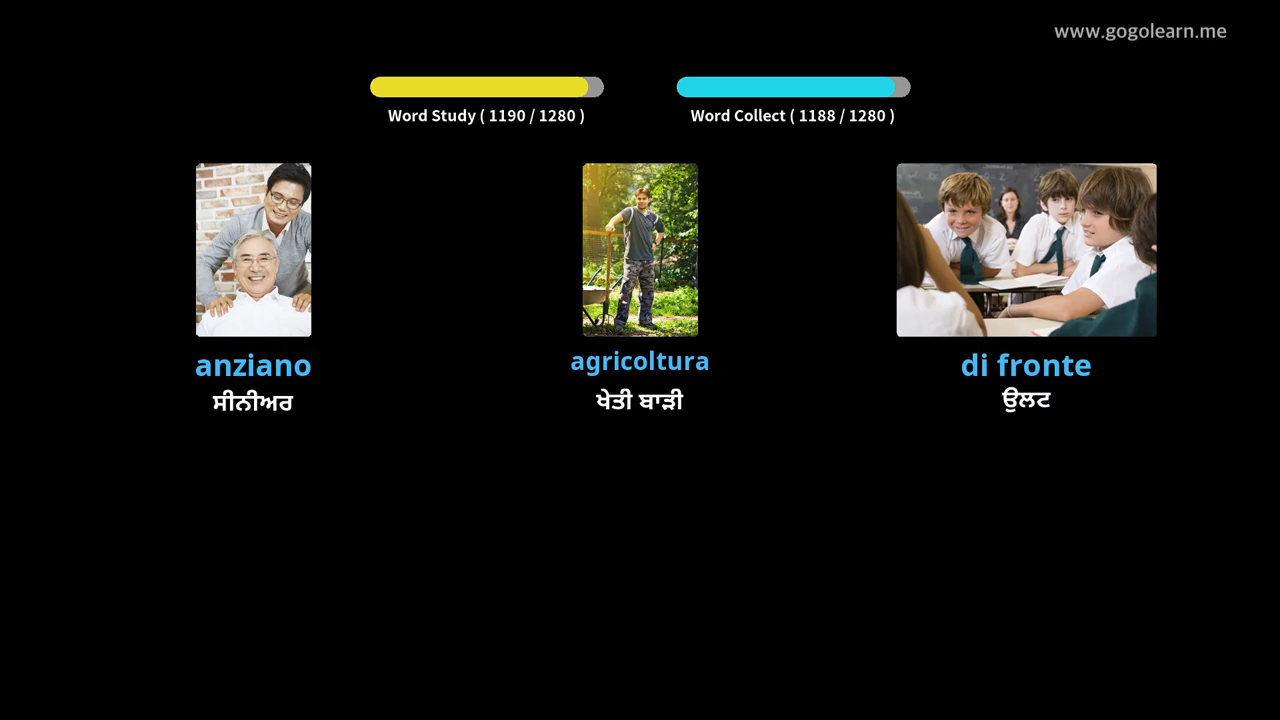 www.gogolearn.me
Word Study ( 1190 / 1280 )
Word Collect ( 1188 / 1280 )
anziano
ਸੀਨੀਅਰ
agricoltura
ਖੇਤੀ ਬਾੜੀ
di fronte
ਉਲਟ